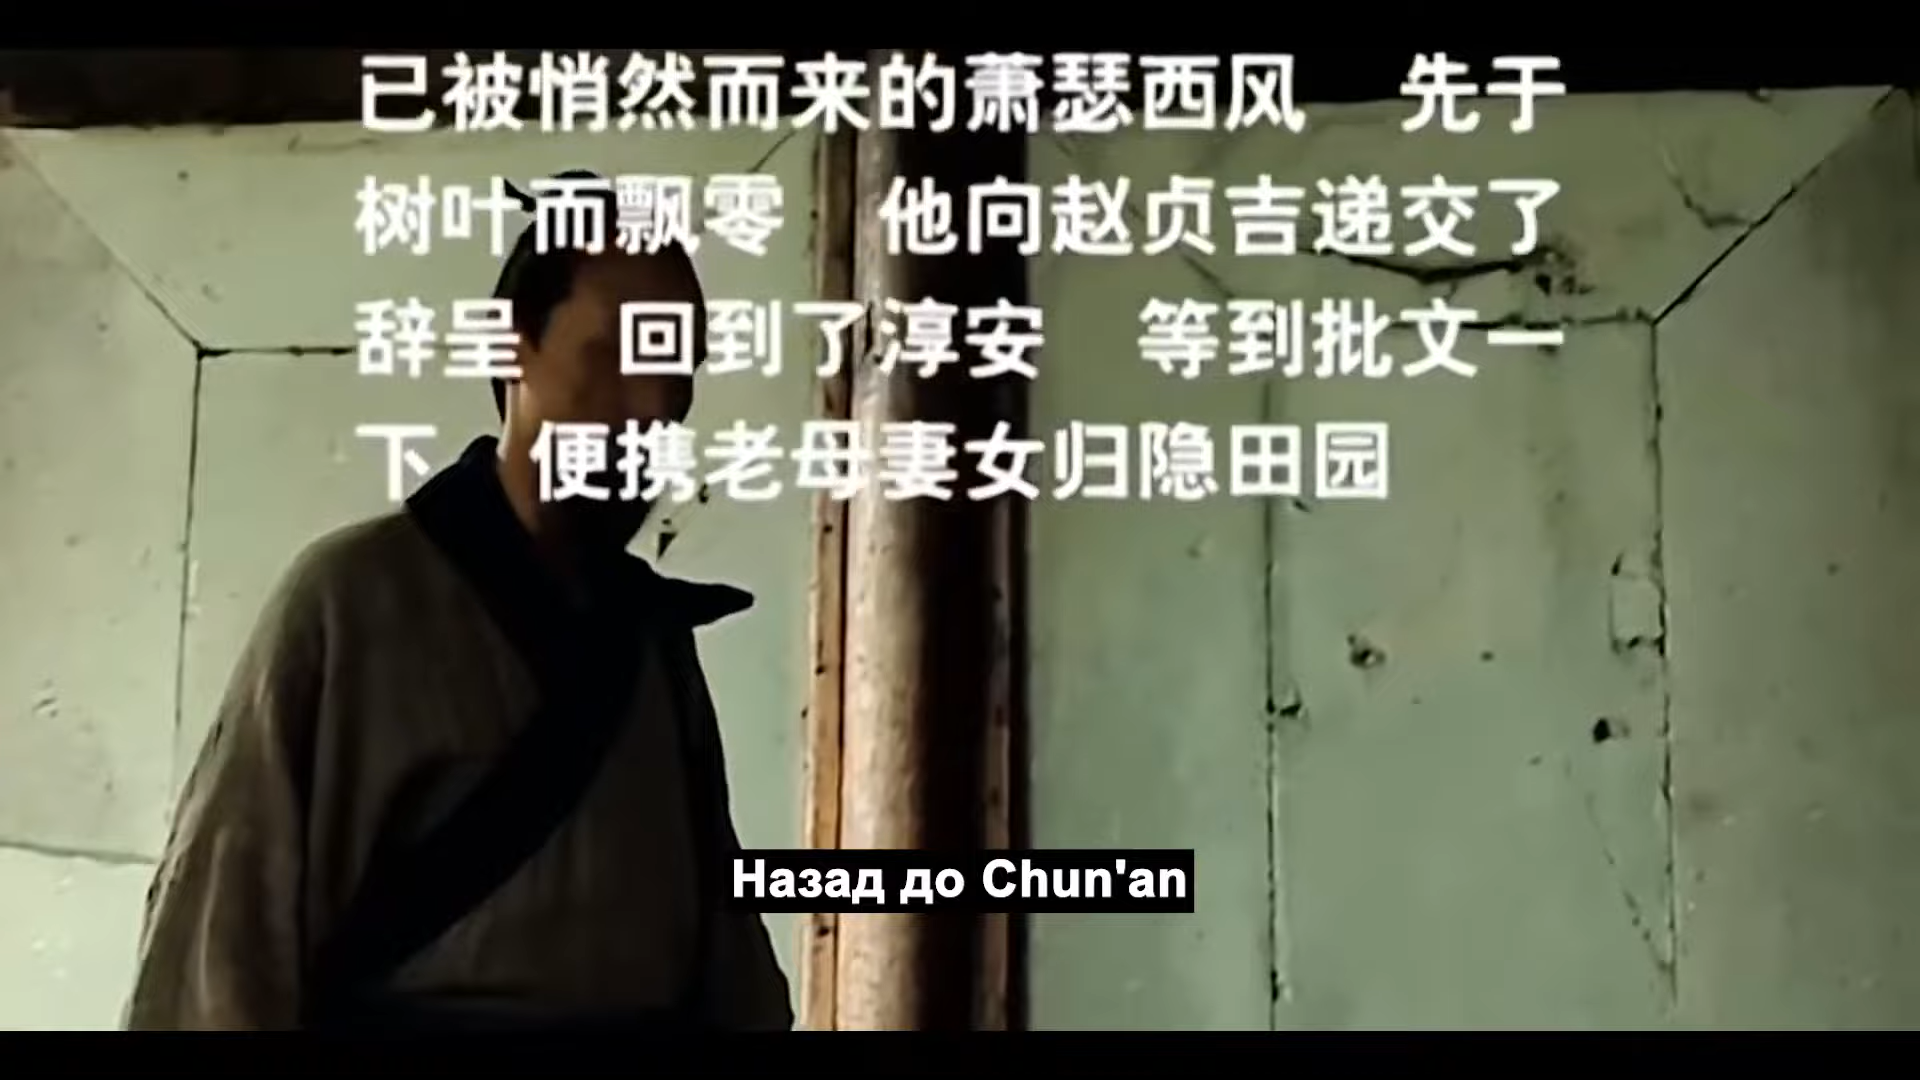 已被悄然而来的萧瑟西风 先于
树叶而飘零 他向赵贞吉递交了
辞呈 回到了淳安 等到批文一
下 便携老母妻女归隐田园
Назад до Chun'an